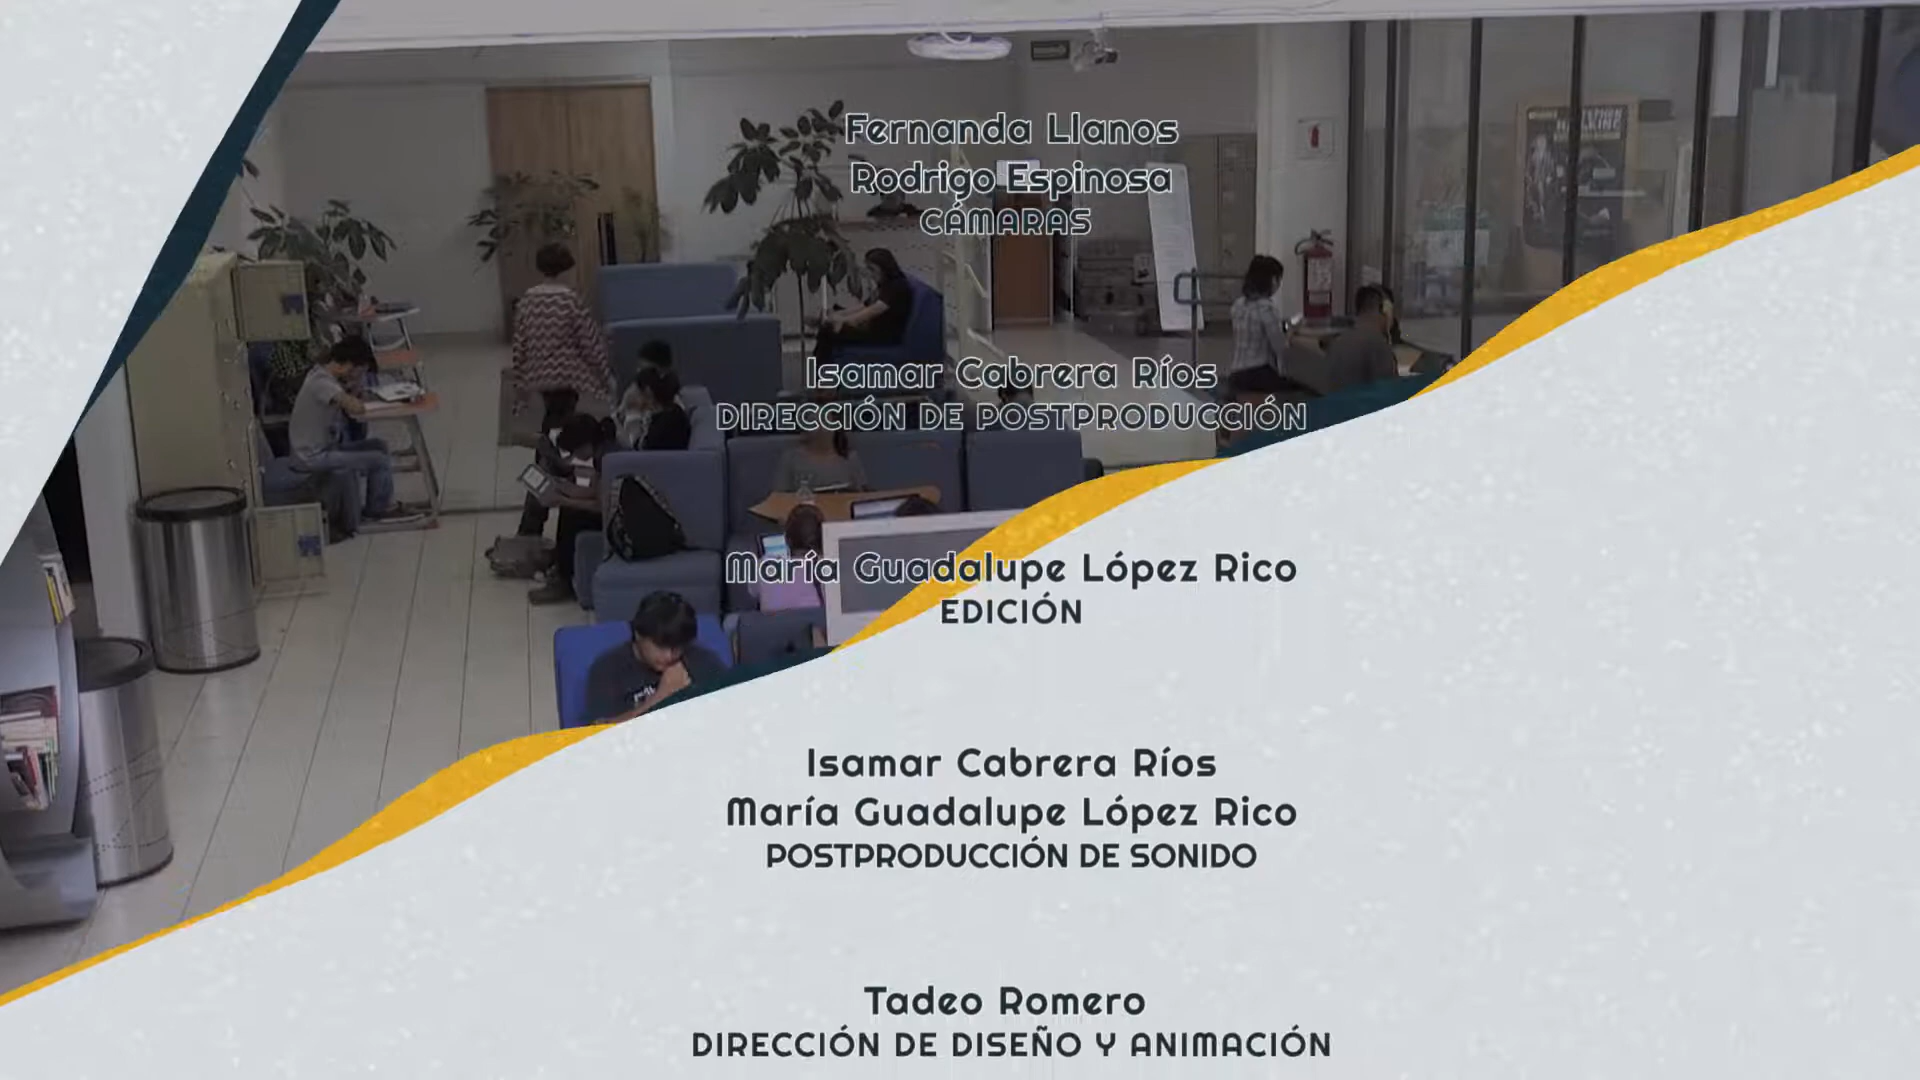 Fernanda Llanos
Rodrigo Espinosa
CÁMARAS
Isamar Cabrera Ríos
DIRECCIÓN DE POSTPRODUCCIÓN
María Guadalupe López Rico
EDICIÓN
Isamar Cabrera Ríos
María Guadalupe López Rico
POSTPRODUCCIÓN DE SONIDO
Tadeo Romero
DIRECCIÓN DE DISEÑO Y ANIMACIÓN